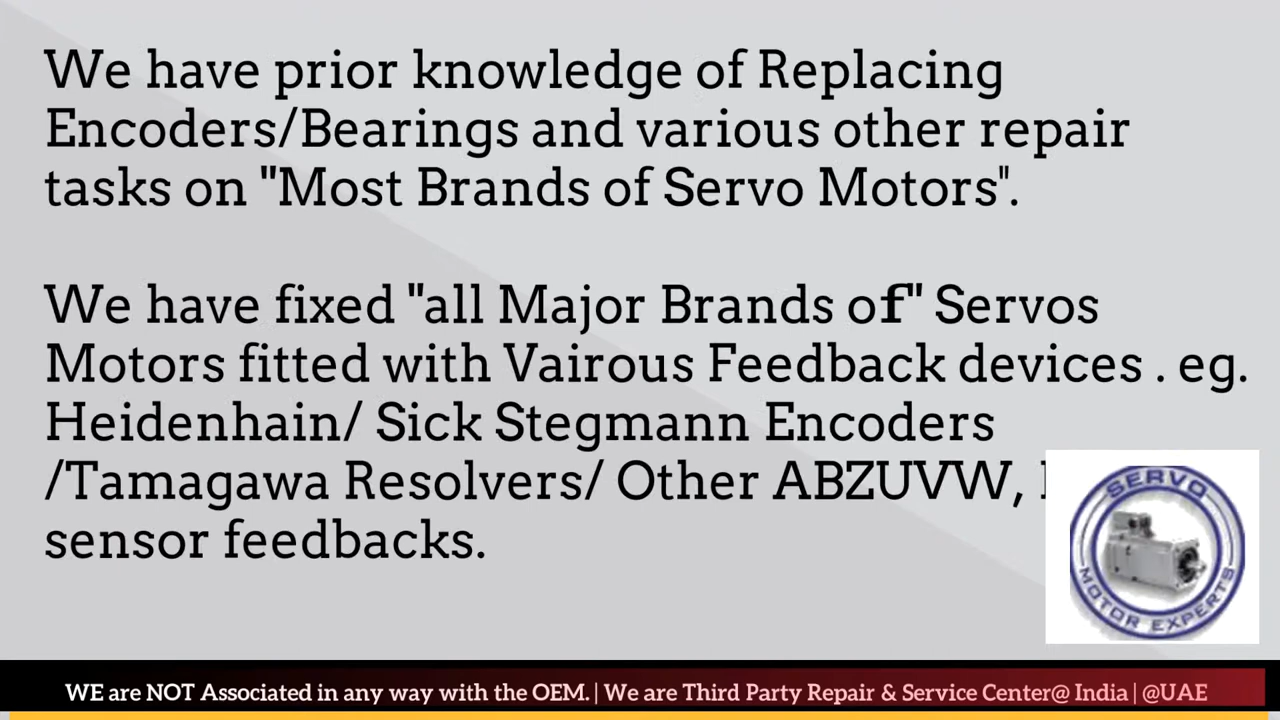 We have prior knowledge of Replacing
Encoders/Bearings and various other repair
tasks on "Most Brands of Servo Motors".
We have fixed "all Major Brands of" Servos
Motors fitted with Vairous Feedback devices . eg.
Heidenhain/ Sick Stegmann Encoders
/Tamagawa Resolvers/ Other ABZUVW,
sensor feedbacks.
SERVO
MOTOR EXPERTS
WE are NOT Associated in any way with the OEM. | We are Third Party Repair & Service Center@ India | @UAE